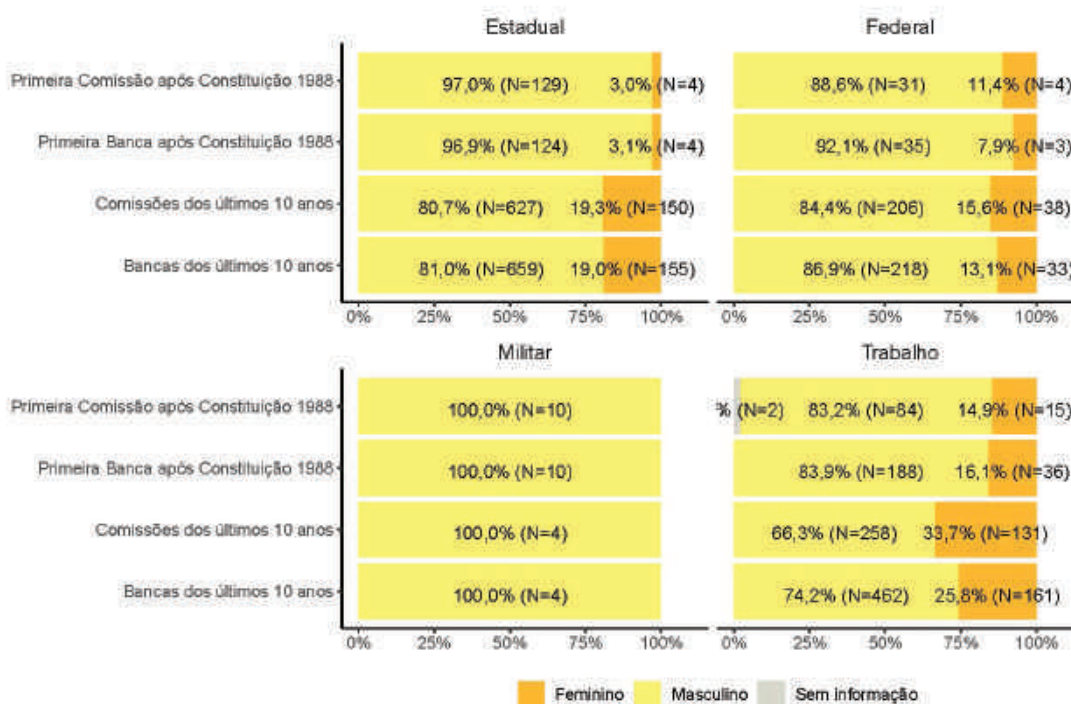 Estadual Federal
Primeira Comissão após Constituição 1988 97,0% (N=129) 3,0% (N=4) 88,6% (N=31) 11,4% (N=4)
Primeira Banca após Constituição 1988 96,9% (N=124) 3,1% (N=4) 92,1% (N=35) 7,9% (N=3)
Comissões dos últimos 10 anos 80,7% (N=627) 19,3% (N=150) 84,4% (N=206) 15,6% (N=38)
Bancas dos últimos 10 anos 81,0% (N=659) 19,0% (N=155) 86,9% (N=218) 13,1% (N=33)
0% 25% 50% 75% 100% 0% 25% 50% 75% 100%
Militar Trabalho
Primeira Comissão após Constituição 1988 100,0% (N=10) % (N=2) 83,2% (N=84) 14,9% (N=15)
Primeira Banca após Constituição 1988 100,0% (N=10) 83,9% (N=188) 16,1% (N=36)
Comissões dos últimos 10 anos 100,0% (N=4) 66,3% (N=258) 33,7% (N=131)
Bancas dos últimos 10 anos 100,0% (N=4) 74,2% (N=462) 25,8% (N=161)
0% 25% 50% 75% 100% 0% 25% 50% 75% 100%
Feminino Masculino Sem informação